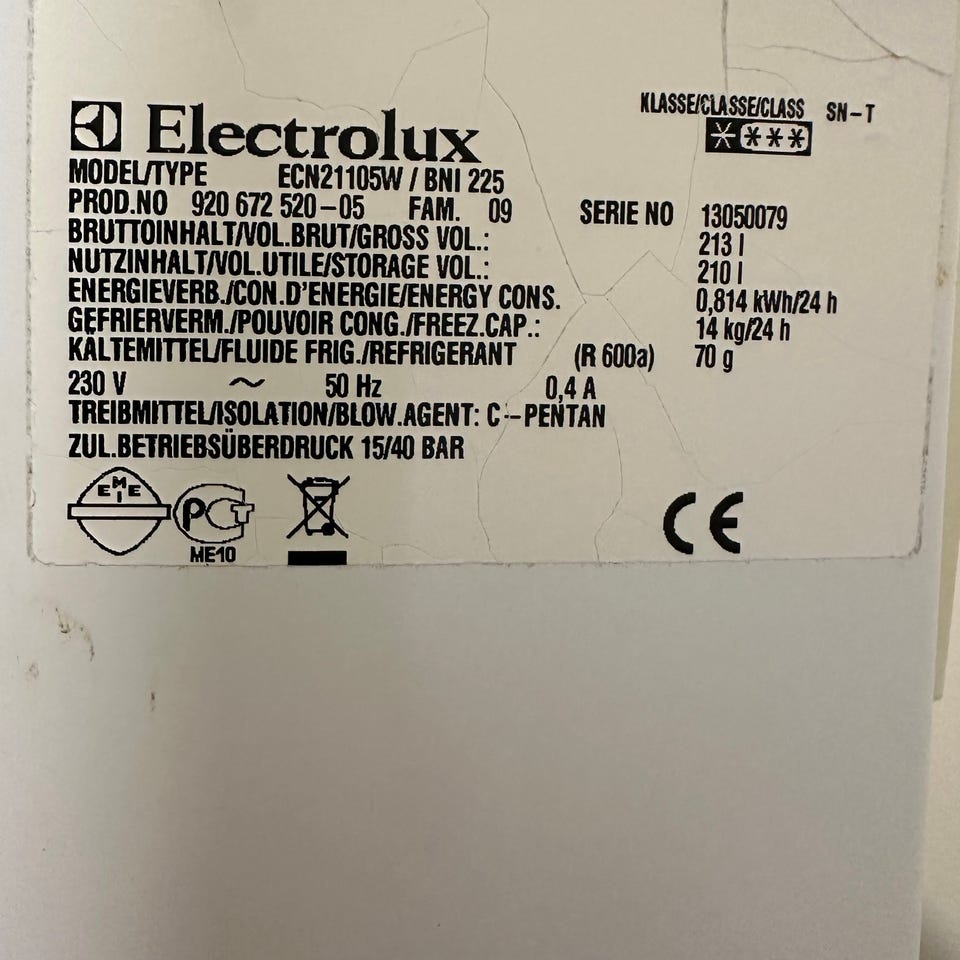 Electrolux
KLASSE/CLASSE/CLASS SN-T
MODEL/TYPE ECN21105W / BNI 225
PROD.NO 920 672 520-05 FAM. 09 SERIE NO 13050079
BRUTTOINHALT/VOL.BRUT/GROSS VOL.: 213 l
NUTZINHALT/VOL.UTILE/STORAGE VOL.: 210 l
ENERGIEVERB./CON.D'ENERGIE/ENERGY CONS. 0,814 kWh/24 h
GEFRIERVERM./POUVOIR CONG./FREEZ.CAP.: 14 kg/24 h
KÄLTEMITTEL/FLUIDE FRIG./REFRIGERANT (R 600a) 70 g
230 V ~ 50 Hz 0,4 A
TREIBMITTEL/ISOLATION/BLOW.AGENT: C--PENTAN
ZUL.BETRIEBSÜBERDRUCK 15/40 BAR
EMEI
PCT
ME10
CE